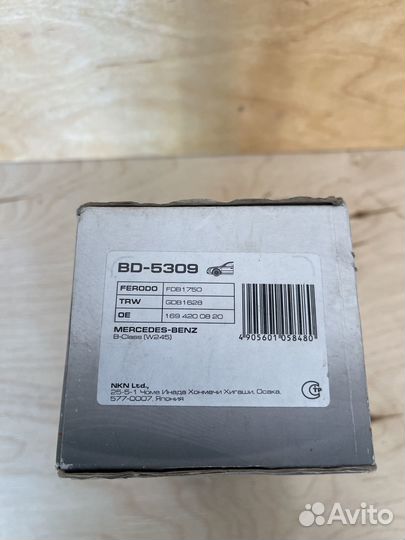 BD-5309
FERODO FDB1750
TRW GDB1628
OE 169 420 08 20
MERCEDES-BENZ
B-Class (W245)
4 905601 058480
NKN Ltd.,
25-5-1 Чоме Инада Хонмачи Хигаши, Осака,
577-0007, Япония
СТР
Avito